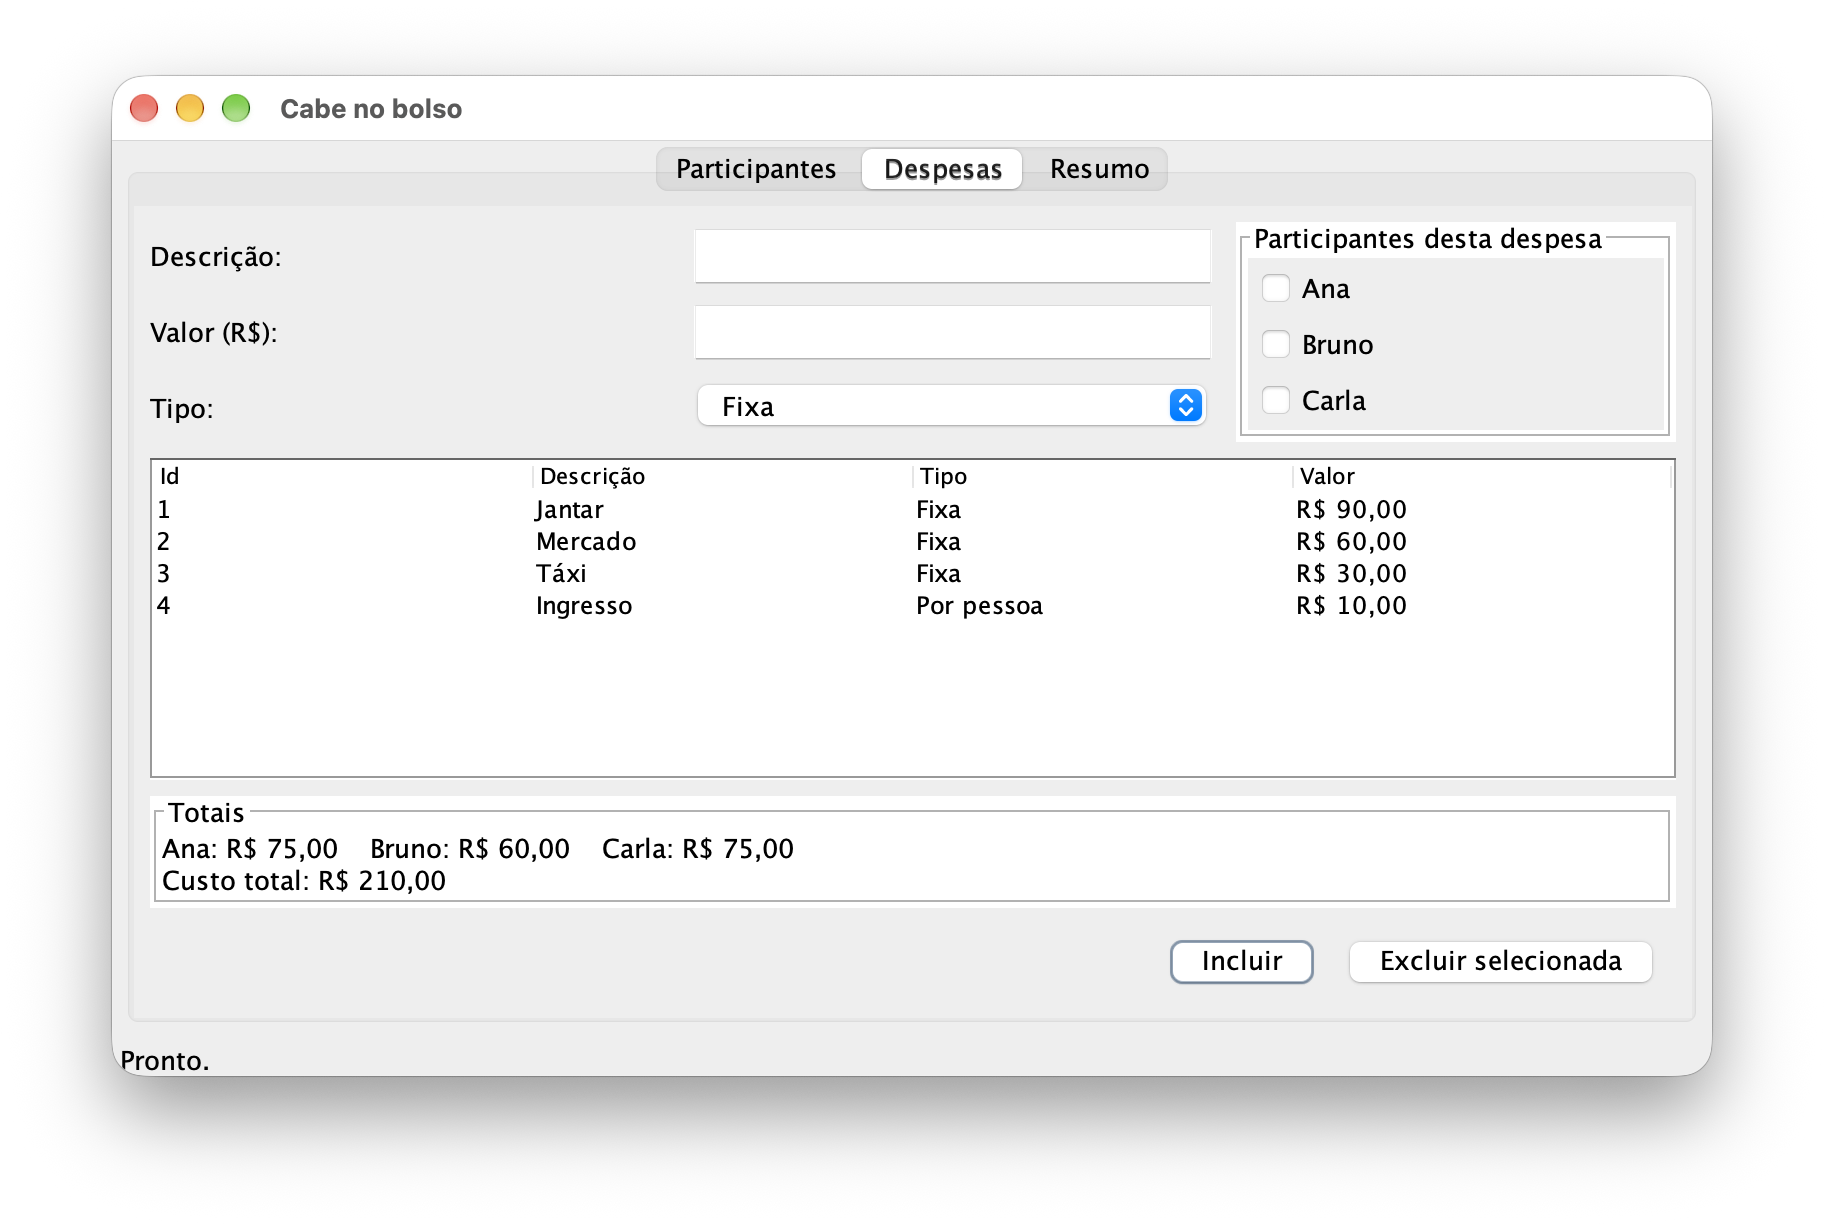 Cabe no bolso
Participantes Despesas Resumo
Descrição:
Valor (R$):
Tipo: Fixa
Participantes desta despesa
Ana
Bruno
Carla
Id Descrição Tipo Valor
1 Jantar Fixa R$ 90,00
2 Mercado Fixa R$ 60,00
3 Táxi Fixa R$ 30,00
4 Ingresso Por pessoa R$ 10,00
Totais
Ana: R$ 75,00 Bruno: R$ 60,00 Carla: R$ 75,00
Custo total: R$ 210,00
Incluir Excluir selecionada
Pronto.